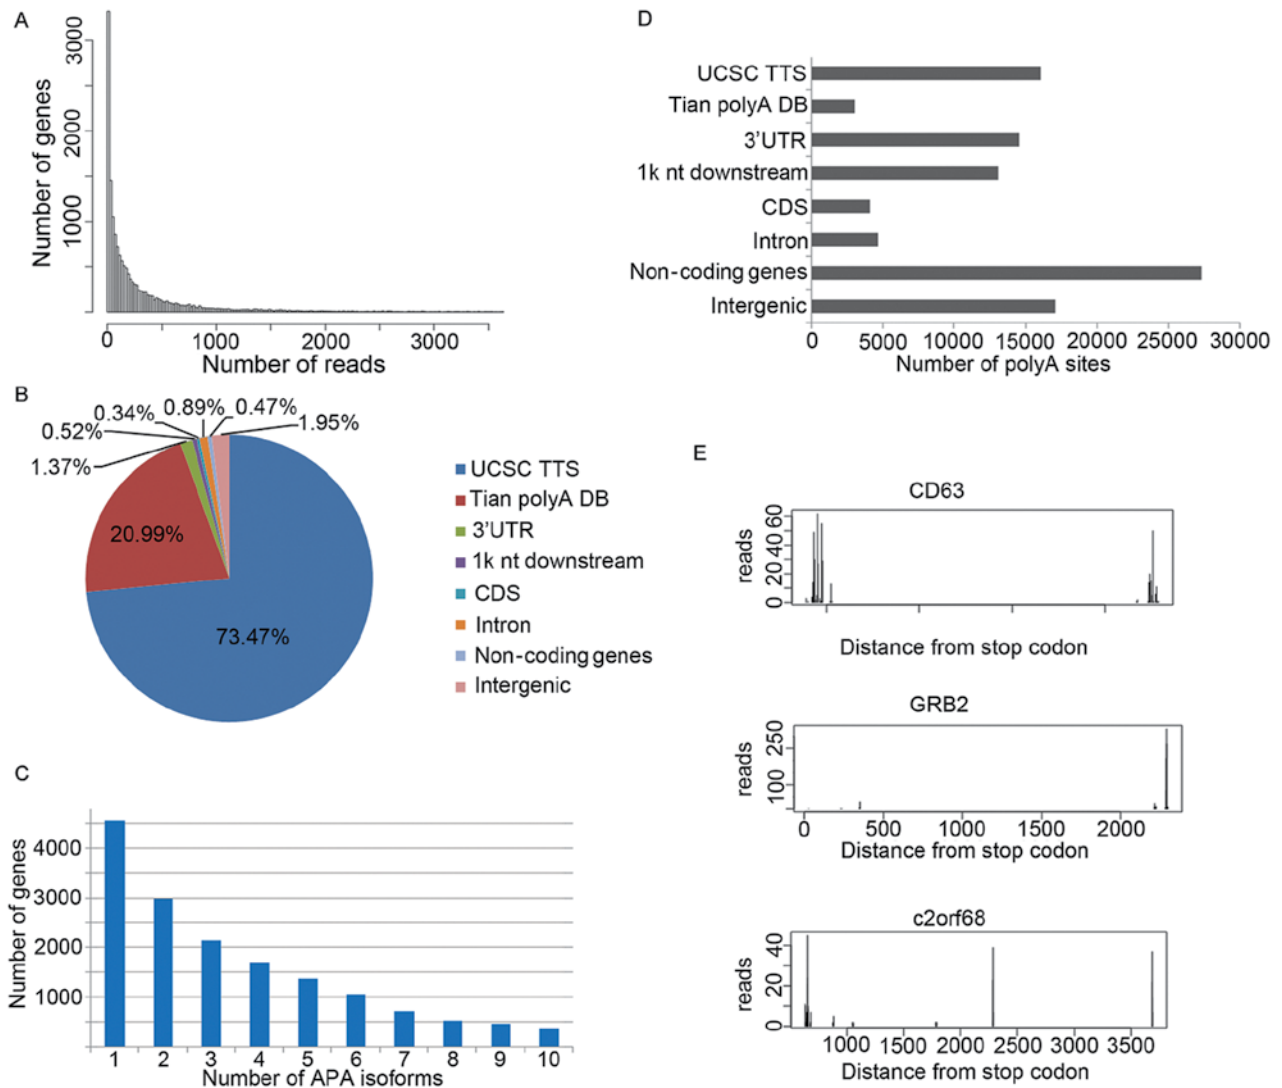 A
Number of genes
3000
2000
1000
0 1000 2000 3000
Number of reads
B
0.34% 0.89% 0.47%
0.52% 1.95%
1.37%
20.99%
73.47%
UCSC TTS
Tian polyA DB
3'UTR
1k nt downstream
CDS
Intron
Non-coding genes
Intergenic
C
Number of genes
4000
3000
2000
1000
1 2 3 4 5 6 7 8 9 10
Number of APA isoforms
D
UCSC TTS
Tian polyA DB
3'UTR
1k nt downstream
CDS
Intron
Non-coding genes
Intergenic
0 5000 10000 15000 20000 25000 30000
Number of polyA sites
E
CD63
reads
60
40
20
0
Distance from stop codon
GRB2
reads
250
100
0 500 1000 1500 2000
Distance from stop codon
c2orf68
reads
40
20
0
1000 1500 2000 2500 3000 3500
Distance from stop codon